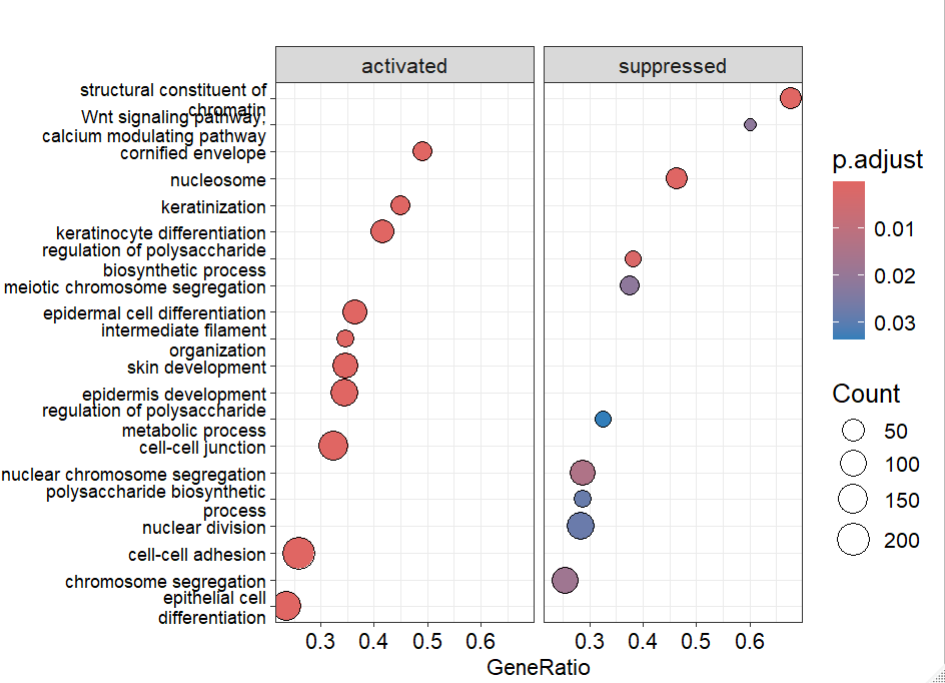 activated
suppressed
structural constituent of
chromatin
Wnt signaling pathway,
calcium modulating pathway
cornified envelope
nucleosome
keratinization
keratinocyte differentiation
regulation of polysaccharide
biosynthetic process
meiotic chromosome segregation
epidermal cell differentiation
intermediate filament
organization
skin development
epidermis development
regulation of polysaccharide
metabolic process
cell-cell junction
nuclear chromosome segregation
polysaccharide biosynthetic
process
nuclear division
cell-cell adhesion
chromosome segregation
epithelial cell
differentiation
0.3 0.4 0.5 0.6
0.3 0.4 0.5 0.6
GeneRatio
p.adjust
0.01
0.02
0.03
Count
50
100
150
200